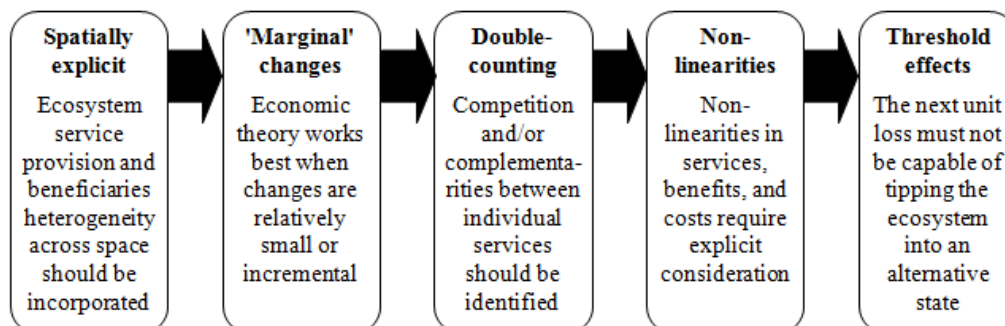 Spatially
explicit
Ecosystem
service
provision and
beneficiaries
heterogeneity
across space
should be
incorporated
'Marginal'
changes
Economic
theory works
best when
changes are
relatively
small or
incremental
Double-
counting
Competition
and/or
complementa-
rities between
individual
services
should be
identified
Non-
linearities
Non-
linearities in
services,
benefits, and
costs require
explicit
consideration
Threshold
effects
The next unit
loss must not
be capable of
tipping the
ecosystem
into an
alternative
state